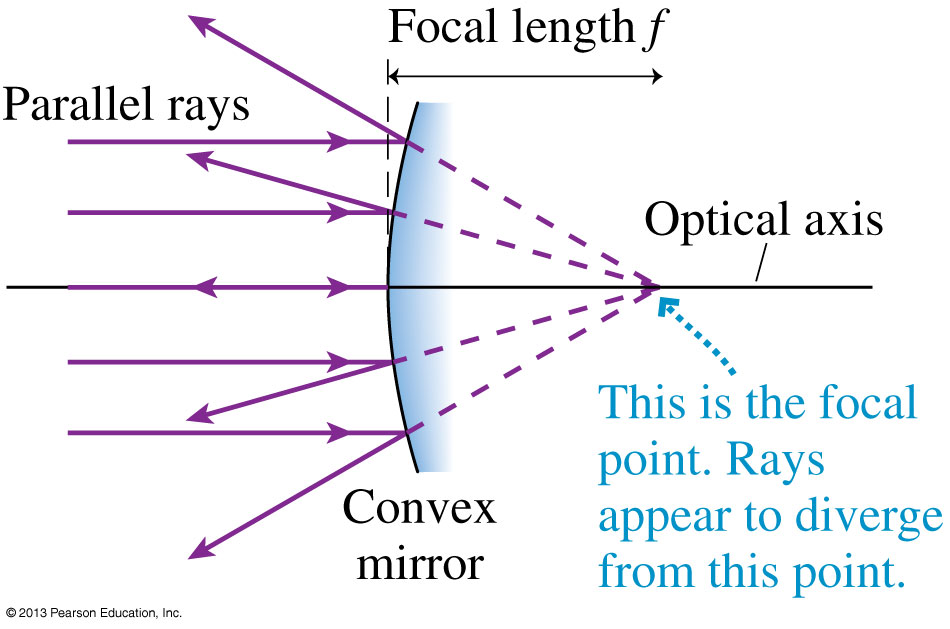 Focal length f
Parallel rays
Optical axis
This is the focal
point. Rays
appear to diverge
from this point.
Convex
mirror
© 2013 Pearson Education, Inc.